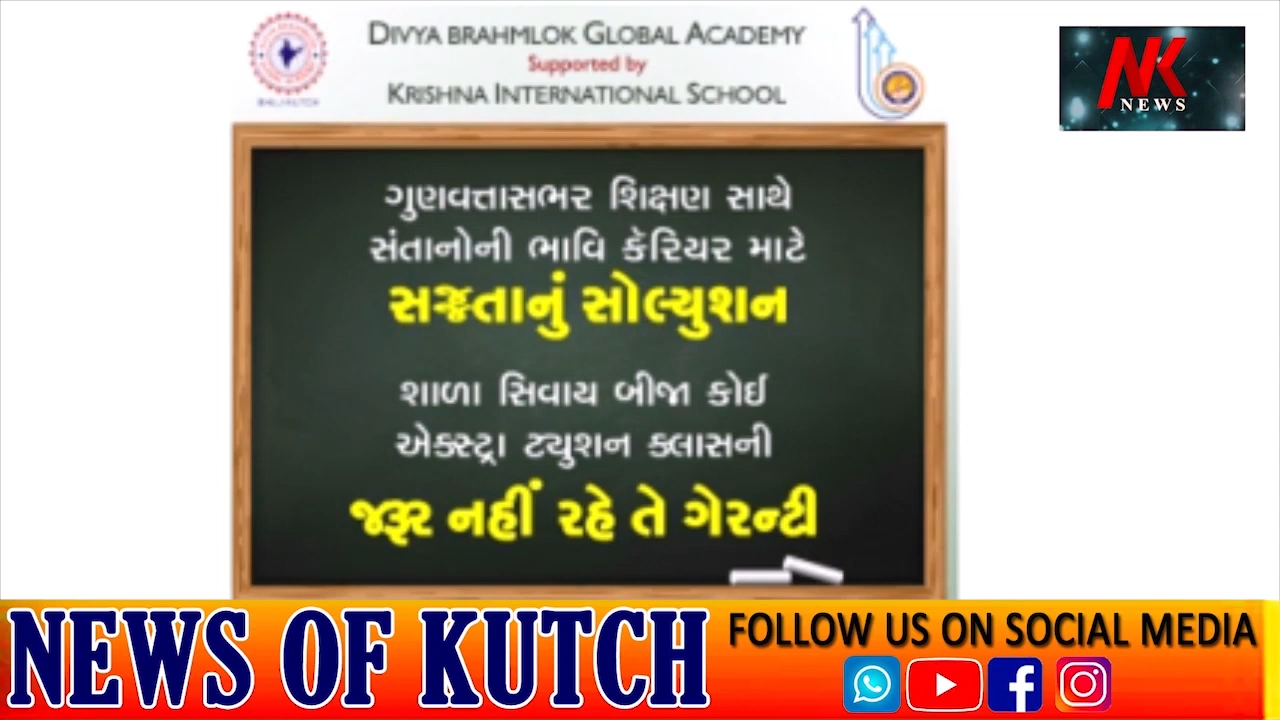 DIVYA BRAHMLOK GLOBAL ACADEMY
Supported by
KRISHNA INTERNATIONAL SCHOOL
NK
NEWS
ગુણવત્તાસભર શિક્ષણ સાથે
સંતાનોની ભાવિ કૅરિયર માટે
સોલ્યુશન
શાળા સિવાય બીજા કોઈ
એક્સ્ટ્રા ટ્યુશન ક્લાસની
જરૂર નહીં રહે તે ગેરન્ટી
NEWS OF KUTCH
FOLLOW US ON SOCIAL MEDIA